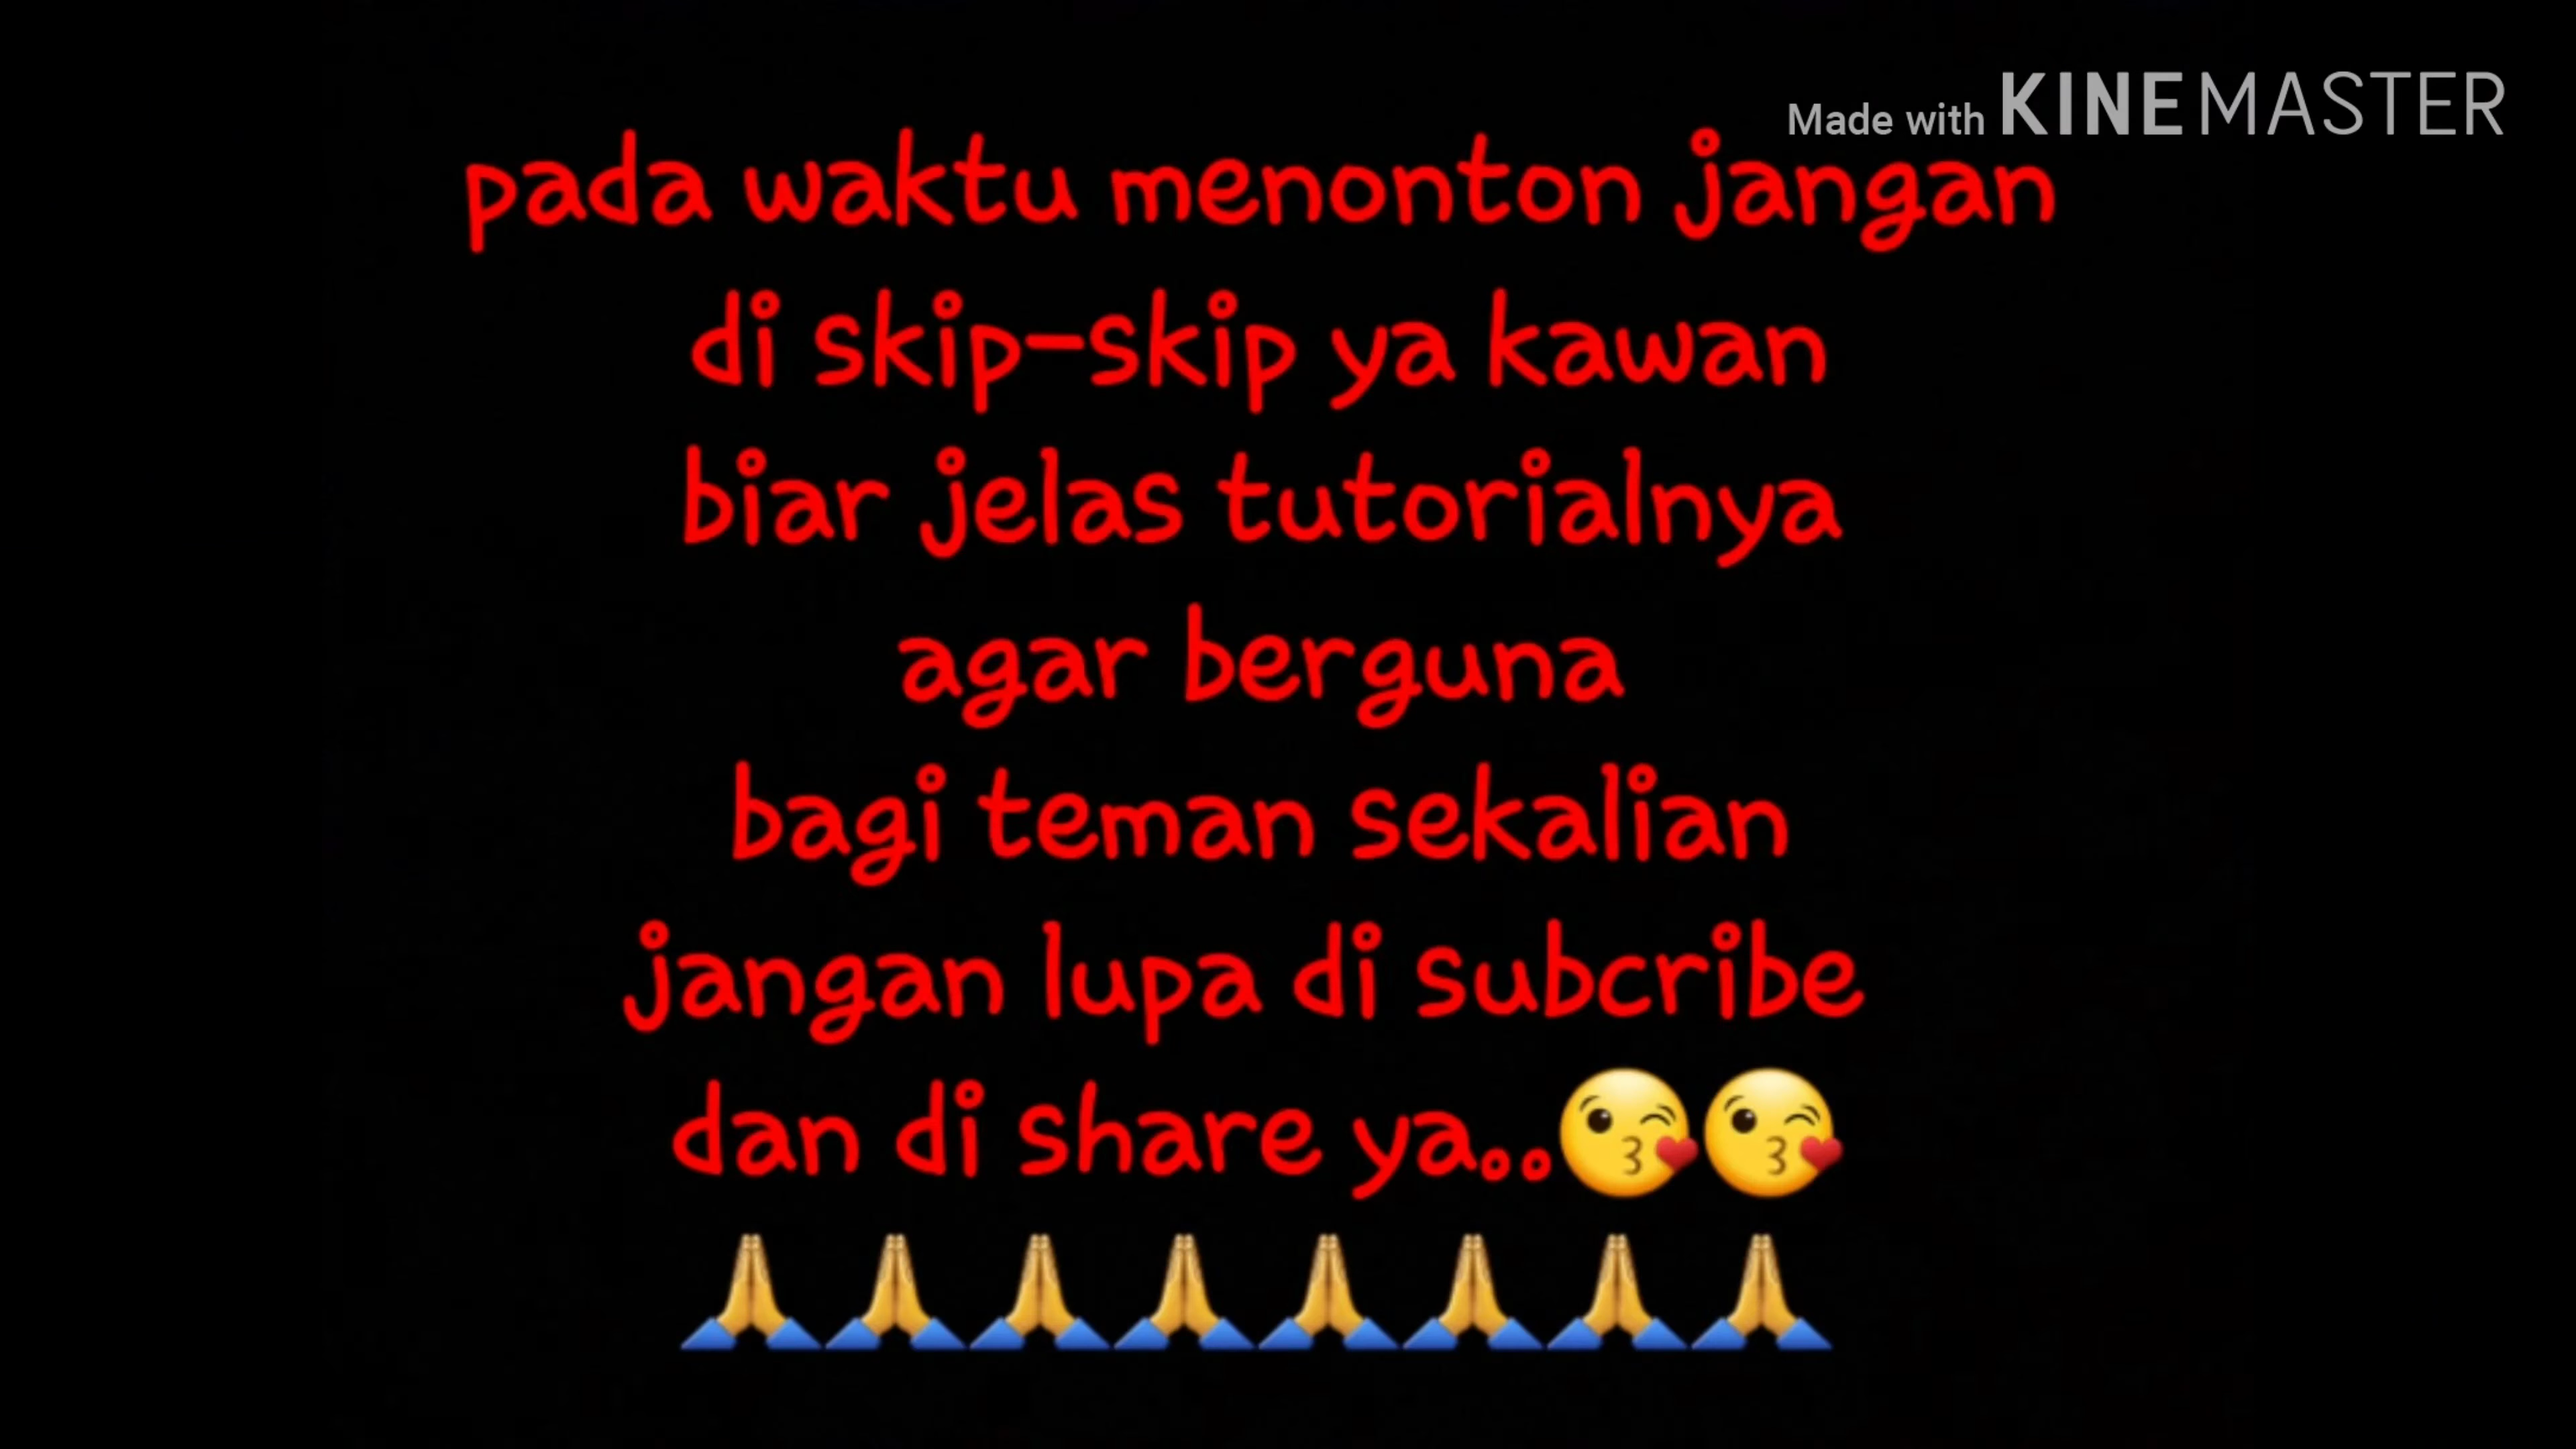 Made with KINEMASTER
pada waktu menonton jangan
di skip-skip ya kawan
biar jelas tutorialnya
agar berguna
bagi teman sekalian
jangan lupa di subcribe
dan di share ya..😘😘
🙏🙏🙏🙏🙏🙏🙏🙏